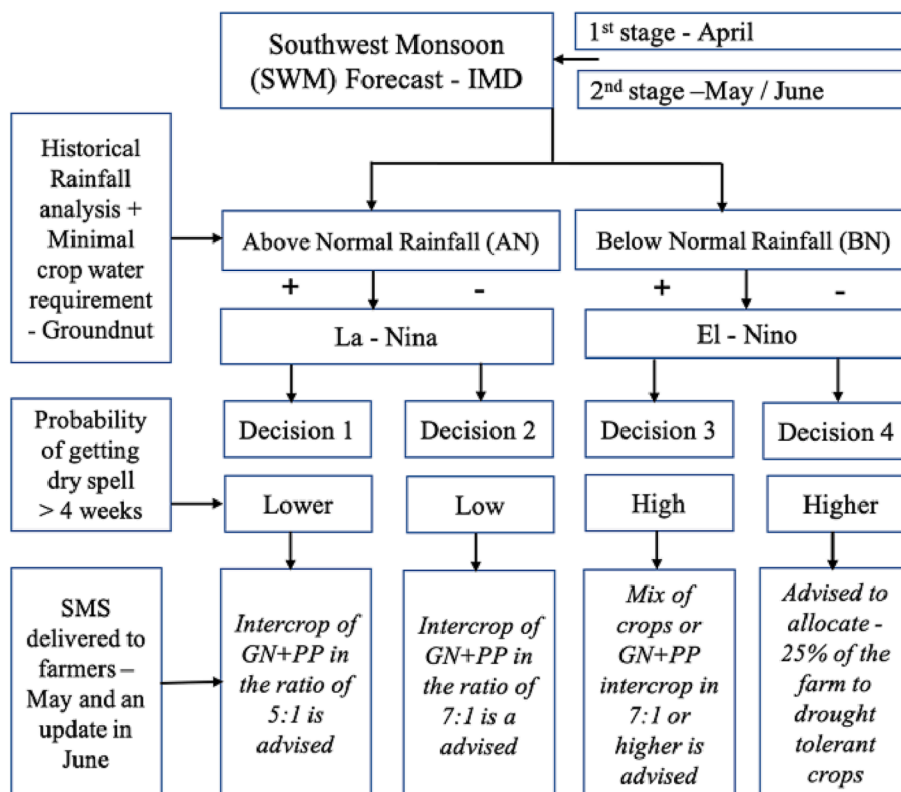 Southwest Monsoon
(SWM) Forecast - IMD
1st stage - April
2nd stage –May / June
Historical
Rainfall
analysis +
Minimal
crop water
requirement
- Groundnut
Above Normal Rainfall (AN)
Below Normal Rainfall (BN)
+
-
+
-
La - Nina
El - Nino
Decision 1
Decision 2
Decision 3
Decision 4
Probability
of getting
dry spell
> 4 weeks
Lower
Low
High
Higher
SMS
delivered to
farmers –
May and an
update in
June
Intercrop of
GN+PP in
the ratio of
5:1 is
advised
Intercrop of
GN+PP in
the ratio of
7:1 is a
advised
Mix of
crops or
GN+PP
intercrop in
7:1 or
higher is
advised
Advised to
allocate -
25% of the
farm to
drought
tolerant
crops